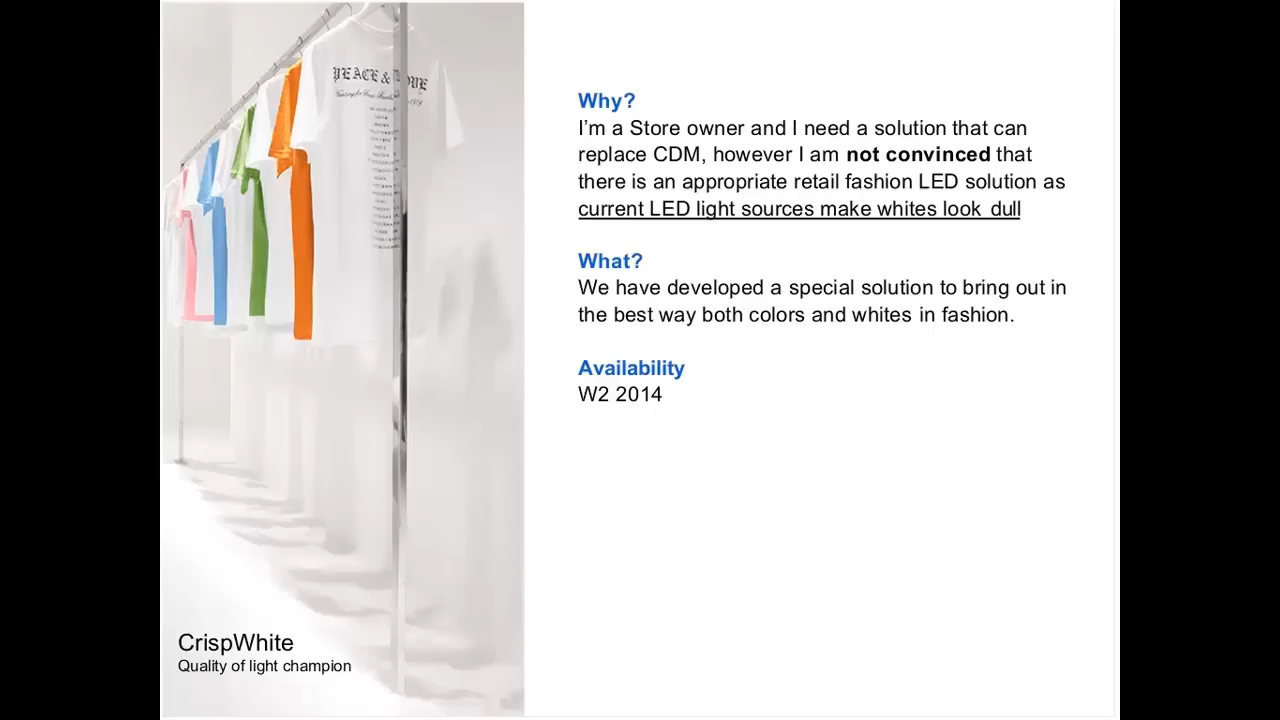 PEACE &
Why?
I'm a Store owner and I need a solution that can
replace CDM, however I am not convinced that
there is an appropriate retail fashion LED solution as
current LED light sources make whites look dull
What?
We have developed a special solution to bring out in
the best way both colors and whites in fashion.
Availability
W2 2014
CrispWhite
Quality of light champion